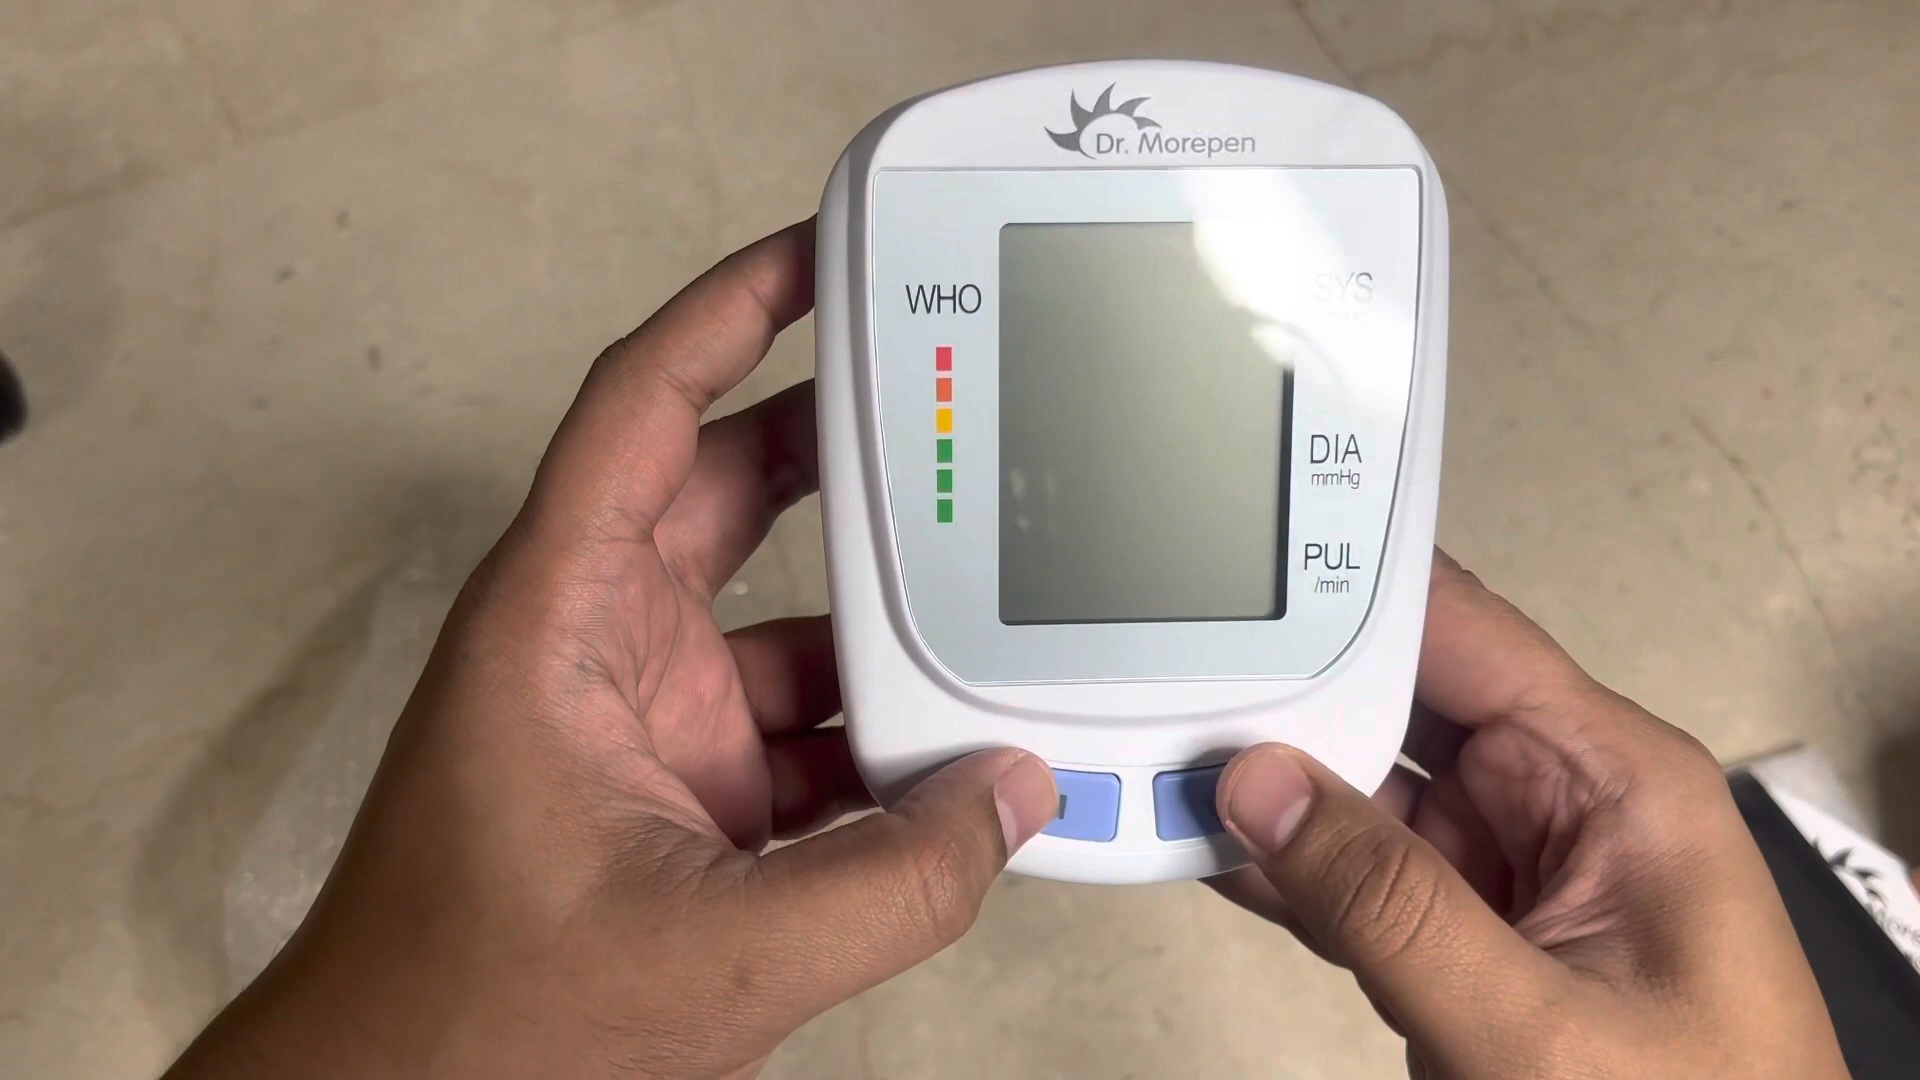 Dr. Morepen
WHO
SYS
DIA
mmHg
PUL
/min